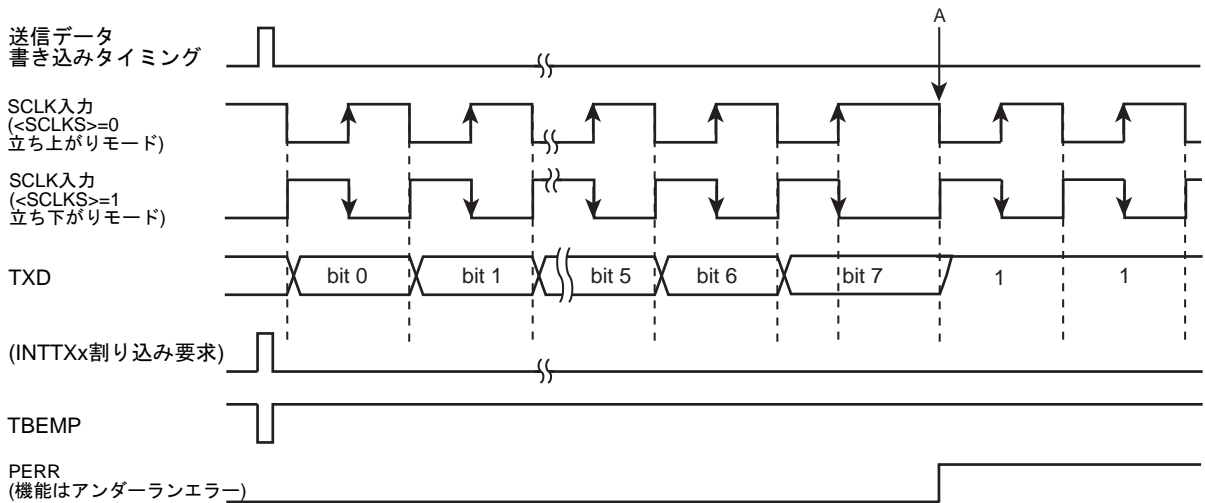 A
送信データ
書き込みタイミング
SCLK入力
(<SCLKS>=0
立ち上がりモード)
SCLK入力
(<SCLKS>=1
立ち下がりモード)
TXD
bit 0
bit 1
bit 5
bit 6
bit 7
1
1
(INTTXx割り込み要求)
TBEMP
PERR
(機能はアンダーランエラー)